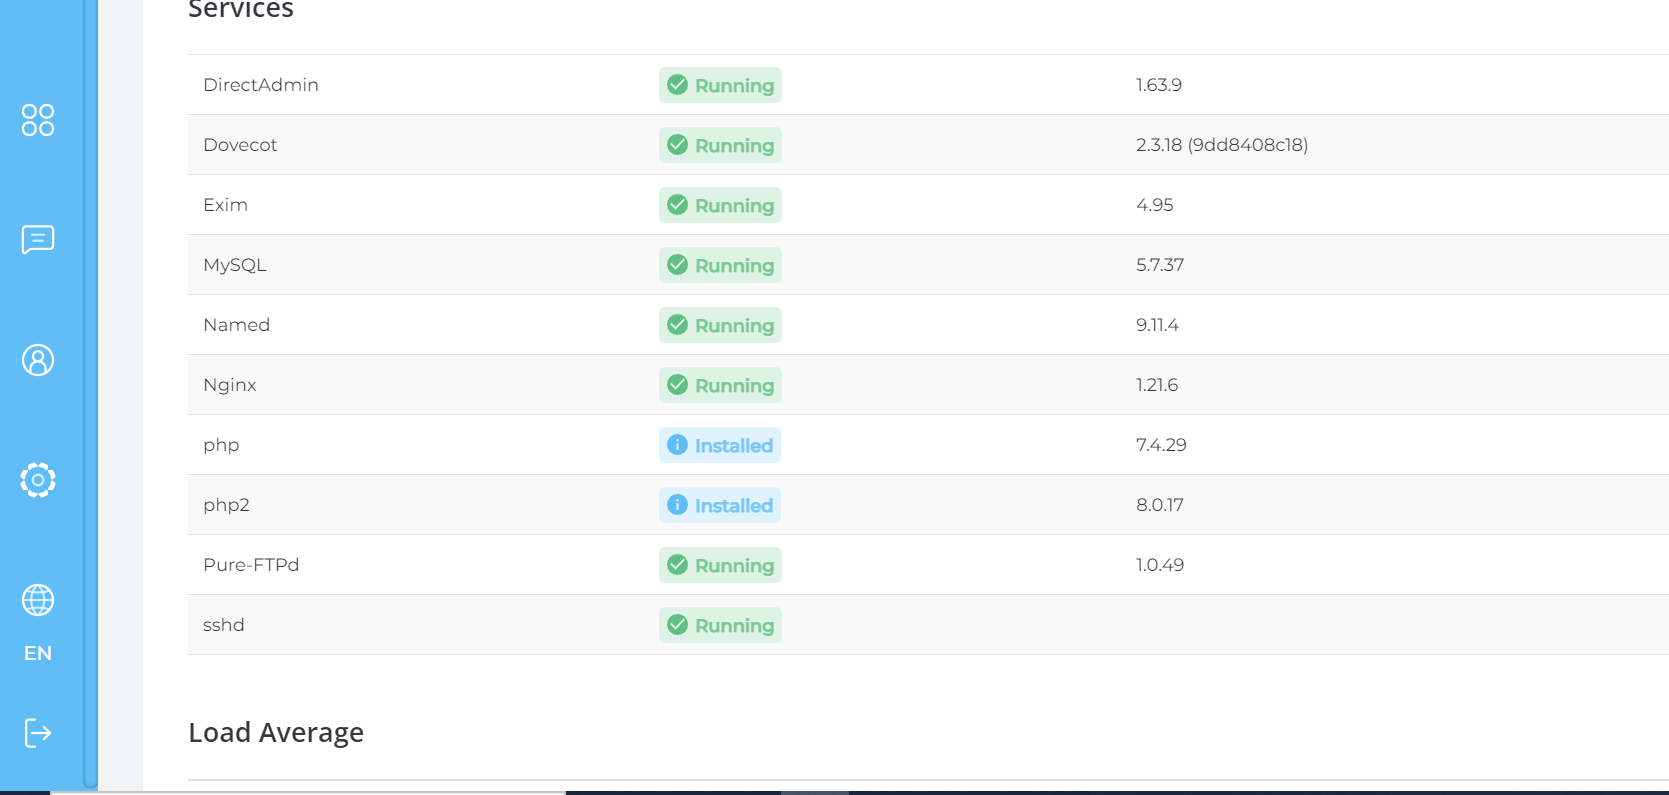 Services
DirectAdmin Running 1.63.9
Dovecot Running 2.3.18 (9dd8408c18)
Exim Running 4.95
MySQL Running 5.7.37
Named Running 9.11.4
Nginx Running 1.21.6
php Installed 7.4.29
php2 Installed 8.0.17
Pure-FTPd Running 1.0.49
sshd Running
EN
Load Average